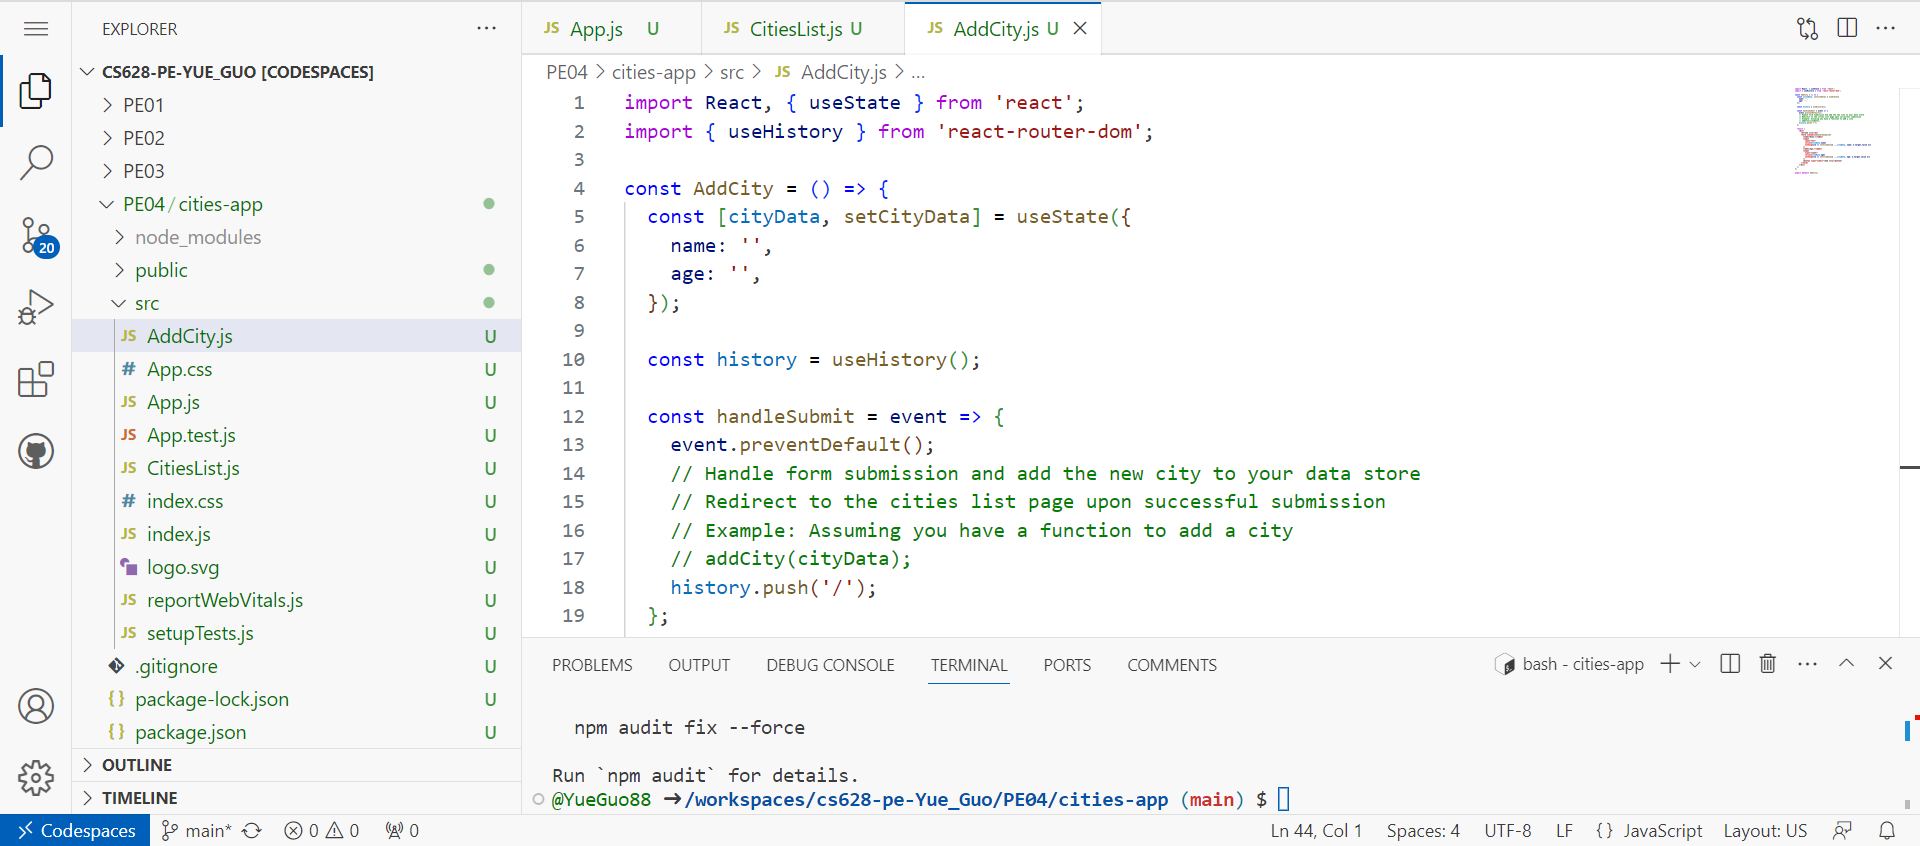 EXPLORER
CS628-PE-YUE_GUO [CODESPACES]
PE01
PE02
PE03
PE04 / cities-app
node_modules
public
src
JS AddCity.js U
# App.css U
JS App.js U
JS App.test.js U
JS CitiesList.js U
# index.css U
JS index.js U
logo.svg U
JS reportWebVitals.js U
JS setupTests.js U
.gitignore U
{} package-lock.json U
{} package.json U
OUTLINE
TIMELINE
20
JS App.js U
JS CitiesList.js U
JS AddCity.js U
PE04 > cities-app > src > JS AddCity.js > ...
1 import React, { useState } from 'react';
2 import { useHistory } from 'react-router-dom';
3
4 const AddCity = () => {
5 const [cityData, setCityData] = useState({
6 name: '',
7 age: '',
8 });
9
10 const history = useHistory();
11
12 const handleSubmit = event => {
13 event.preventDefault();
14 // Handle form submission and add the new city to your data store
15 // Redirect to the cities list page upon successful submission
16 // Example: Assuming you have a function to add a city
17 // addCity(cityData);
18 history.push('/');
19 };
PROBLEMS OUTPUT DEBUG CONSOLE TERMINAL PORTS COMMENTS
bash - cities-app
npm audit fix --force
Run `npm audit` for details.
@YueGuo88 →/workspaces/cs628-pe-Yue_Guo/PE04/cities-app (main) $
Codespaces main* 0 0 0
Ln 44, Col 1 Spaces: 4 UTF-8 LF {} JavaScript Layout: US